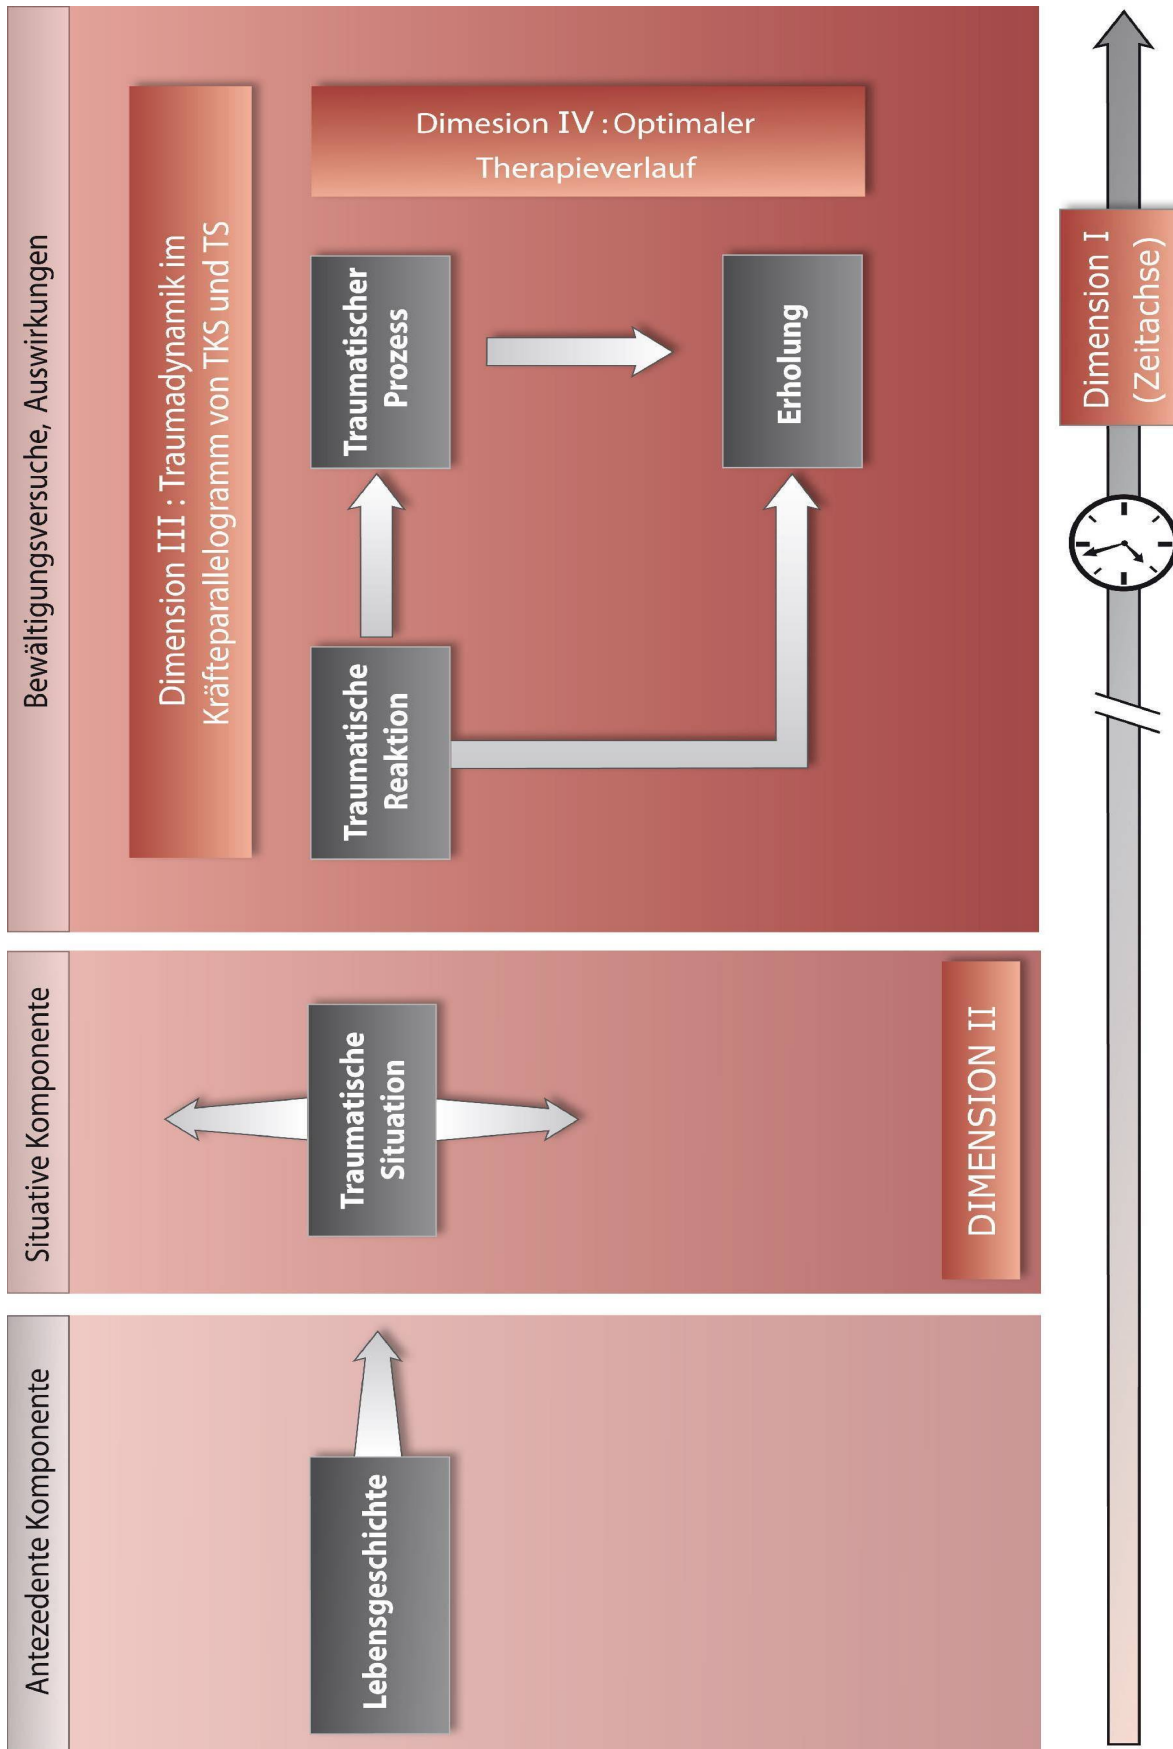 Antezedente Komponente
Situative Komponente
Bewältigungsversuche, Auswirkungen
Lebensgeschichte
Traumatische
Situation
DIMENSION II
Dimension III : Traumadynamik im
Kräfteparallelogramm von TKS und TS
Traumatische
Reaktion
Traumatischer
Prozess
Dimesion IV : Optimaler
Therapieverlauf
Erholung
Dimension I
(Zeitachse)